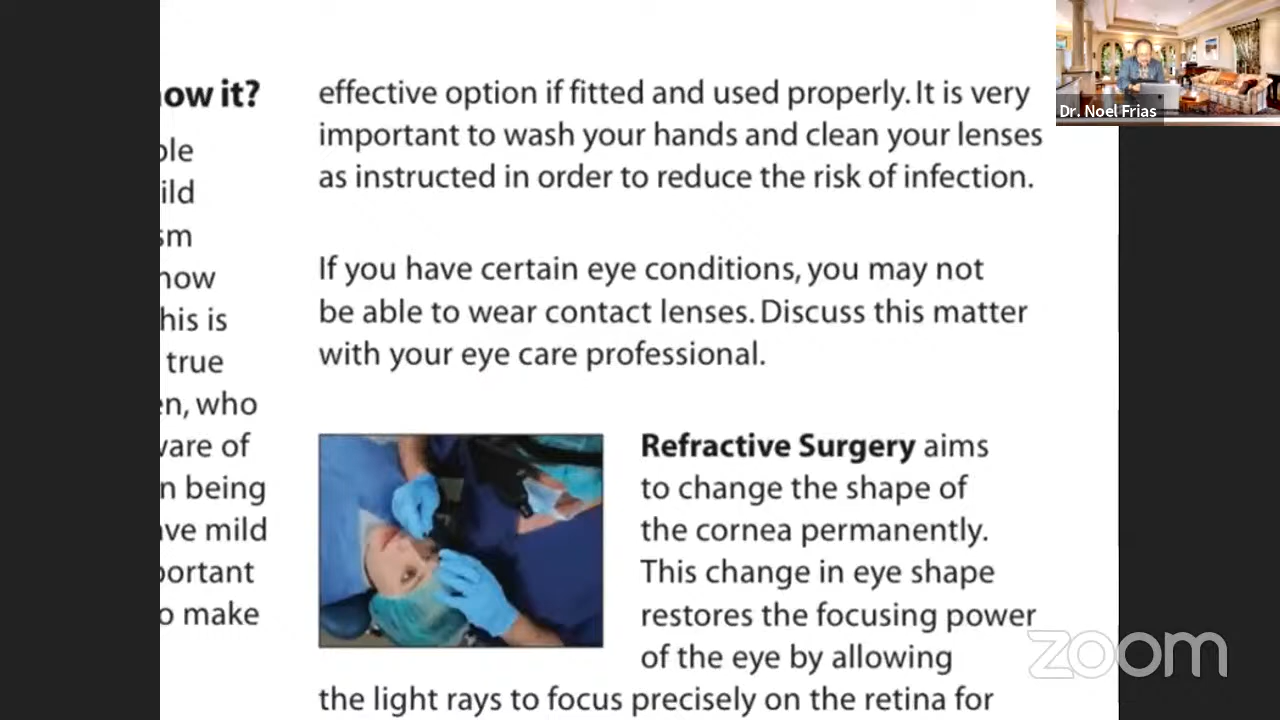 ow it?
ple
ild
sm
now
his is
true
en, who
ware of
n being
ave mild
portant
o make
effective option if fitted and used properly. It is very
important to wash your hands and clean your lenses
as instructed in order to reduce the risk of infection.
If you have certain eye conditions, you may not
be able to wear contact lenses. Discuss this matter
with your eye care professional.
Refractive Surgery aims
to change the shape of
the cornea permanently.
This change in eye shape
restores the focusing power
of the eye by allowing
the light rays to focus precisely on the retina for
Dr. Noel Frias
zoom